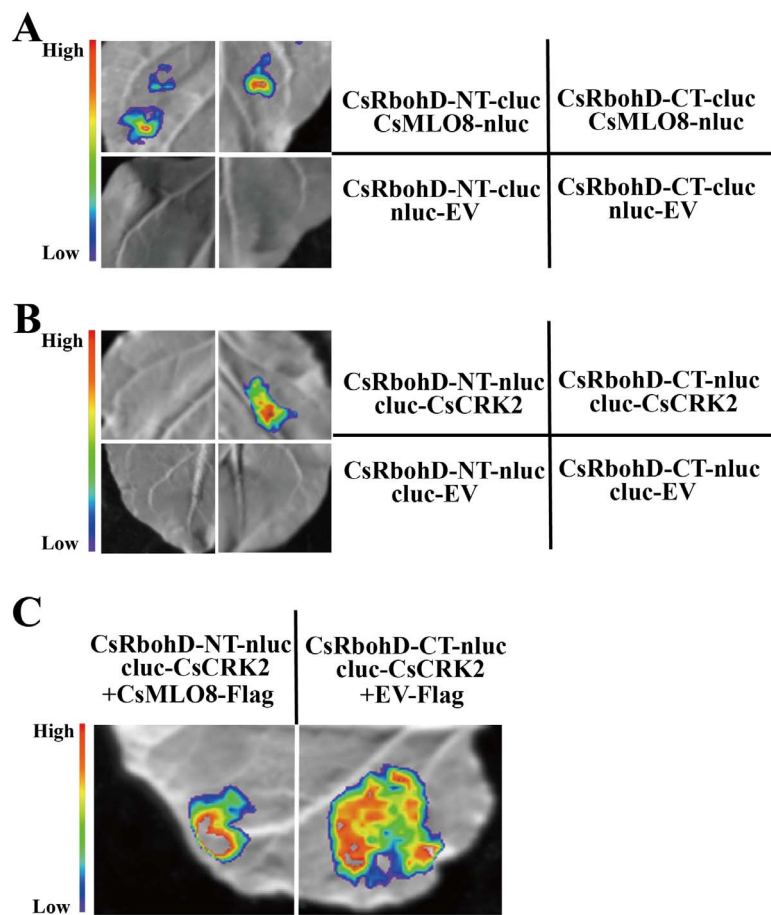 A
High
Low
CsRbohD-NT-cluc
CsMLO8-nluc
CsRbohD-CT-cluc
CsMLO8-nluc
CsRbohD-NT-cluc
nluc-EV
CsRbohD-CT-cluc
nluc-EV
B
High
Low
CsRbohD-NT-nluc
cluc-CsCRK2
CsRbohD-CT-nluc
cluc-CsCRK2
CsRbohD-NT-nluc
cluc-EV
CsRbohD-CT-nluc
cluc-EV
C
CsRbohD-NT-nluc
cluc-CsCRK2
+CsMLO8-Flag
CsRbohD-CT-nluc
cluc-CsCRK2
+EV-Flag
High
Low